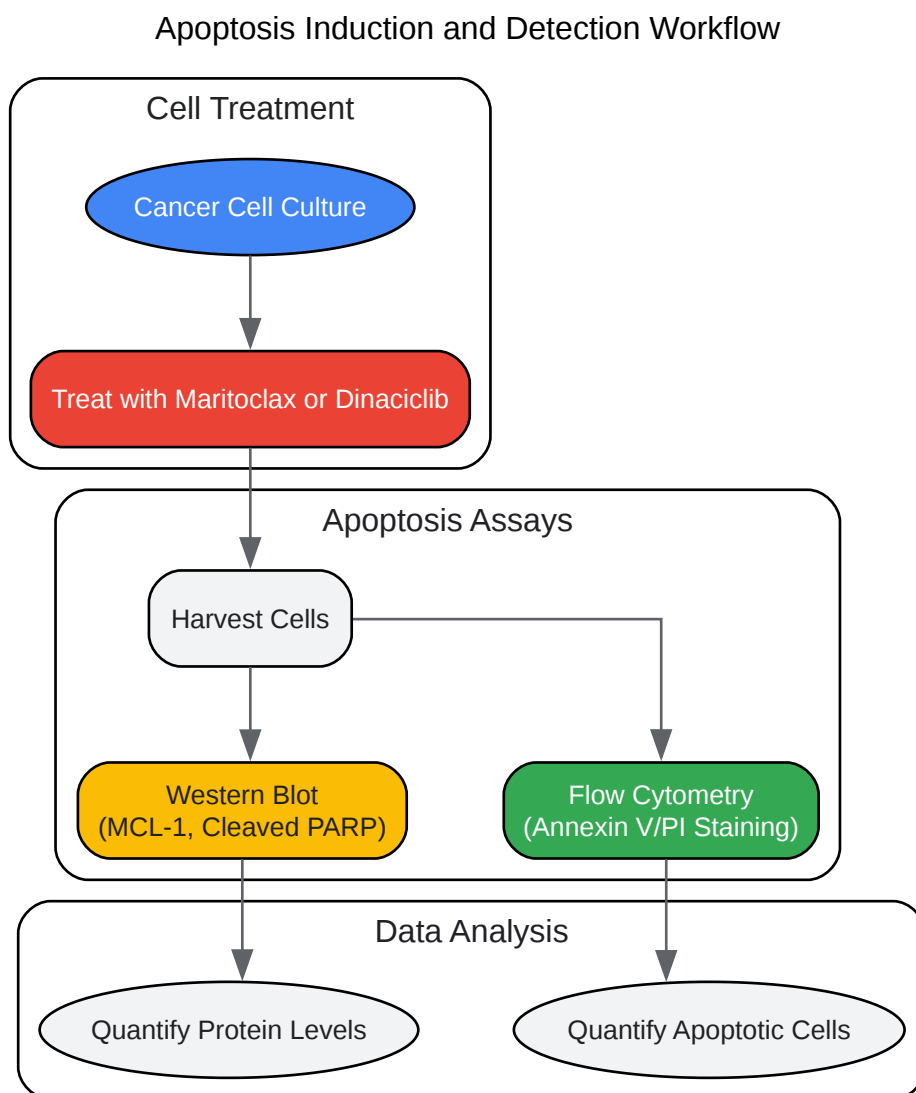 Apoptosis Induction and Detection Workflow
Cell Treatment
Cancer Cell Culture
Treat with Maritoclax or Dinaciclib
Apoptosis Assays
Harvest Cells
Western Blot
(MCL-1, Cleaved PARP)
Flow Cytometry
(Annexin V/PI Staining)
Data Analysis
Quantify Protein Levels
Quantify Apoptotic Cells